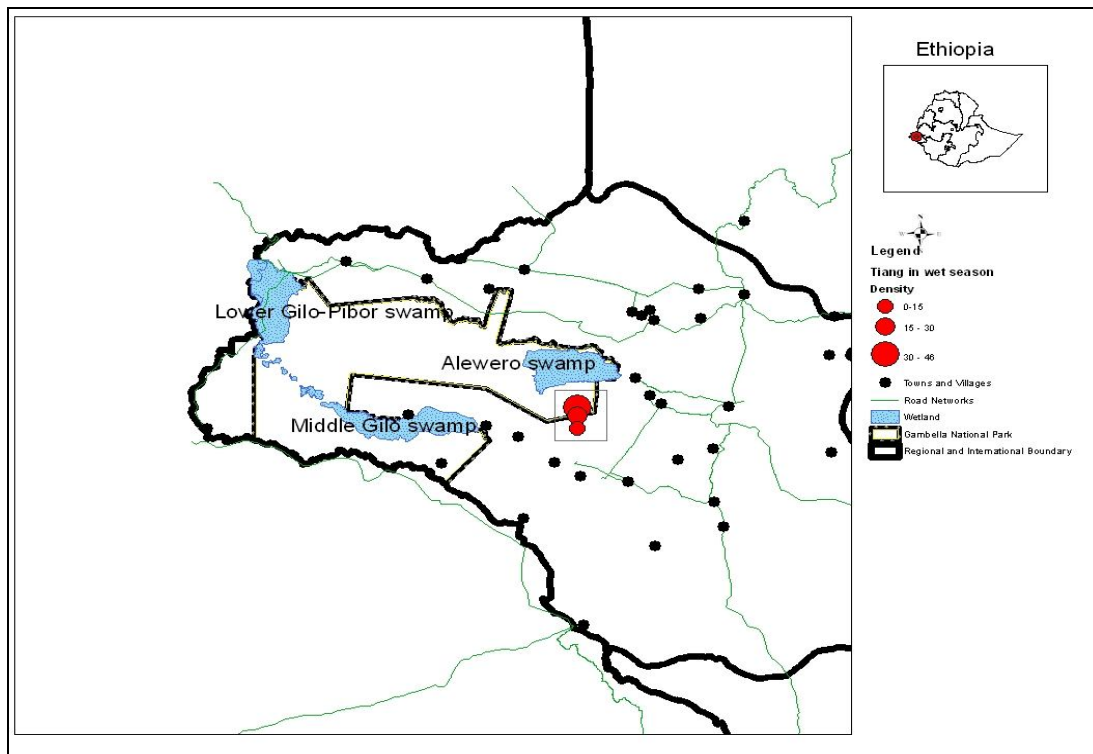 Ethiopia
Legend
Tiang in wet season
Density
0-15
15 - 30
30 - 46
Towns and Villages
Road Networks
Wetland
Gambella National Park
Regional and International Boundary
Lower Gilo-Pibor swamp
Alewero swamp
Middle Gilo swamp